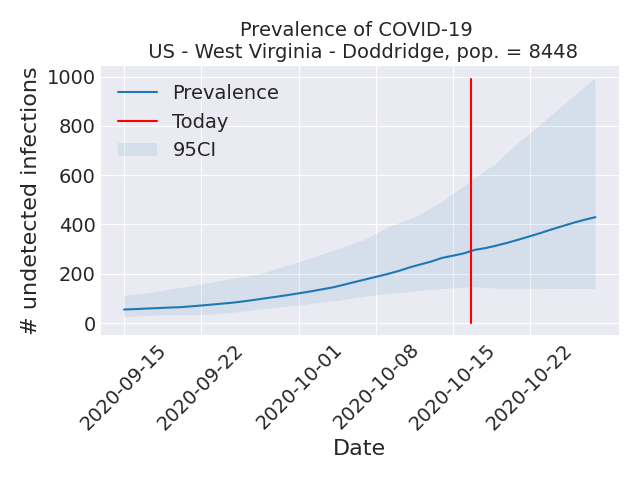 Prevalence of COVID-19
US - West Virginia - Doddridge, pop. = 8448
# undetected infections
1000
800
600
400
200
0
Prevalence
Today
95CI
2020-09-15
2020-09-22
2020-10-01
2020-10-08
2020-10-15
2020-10-22
Date